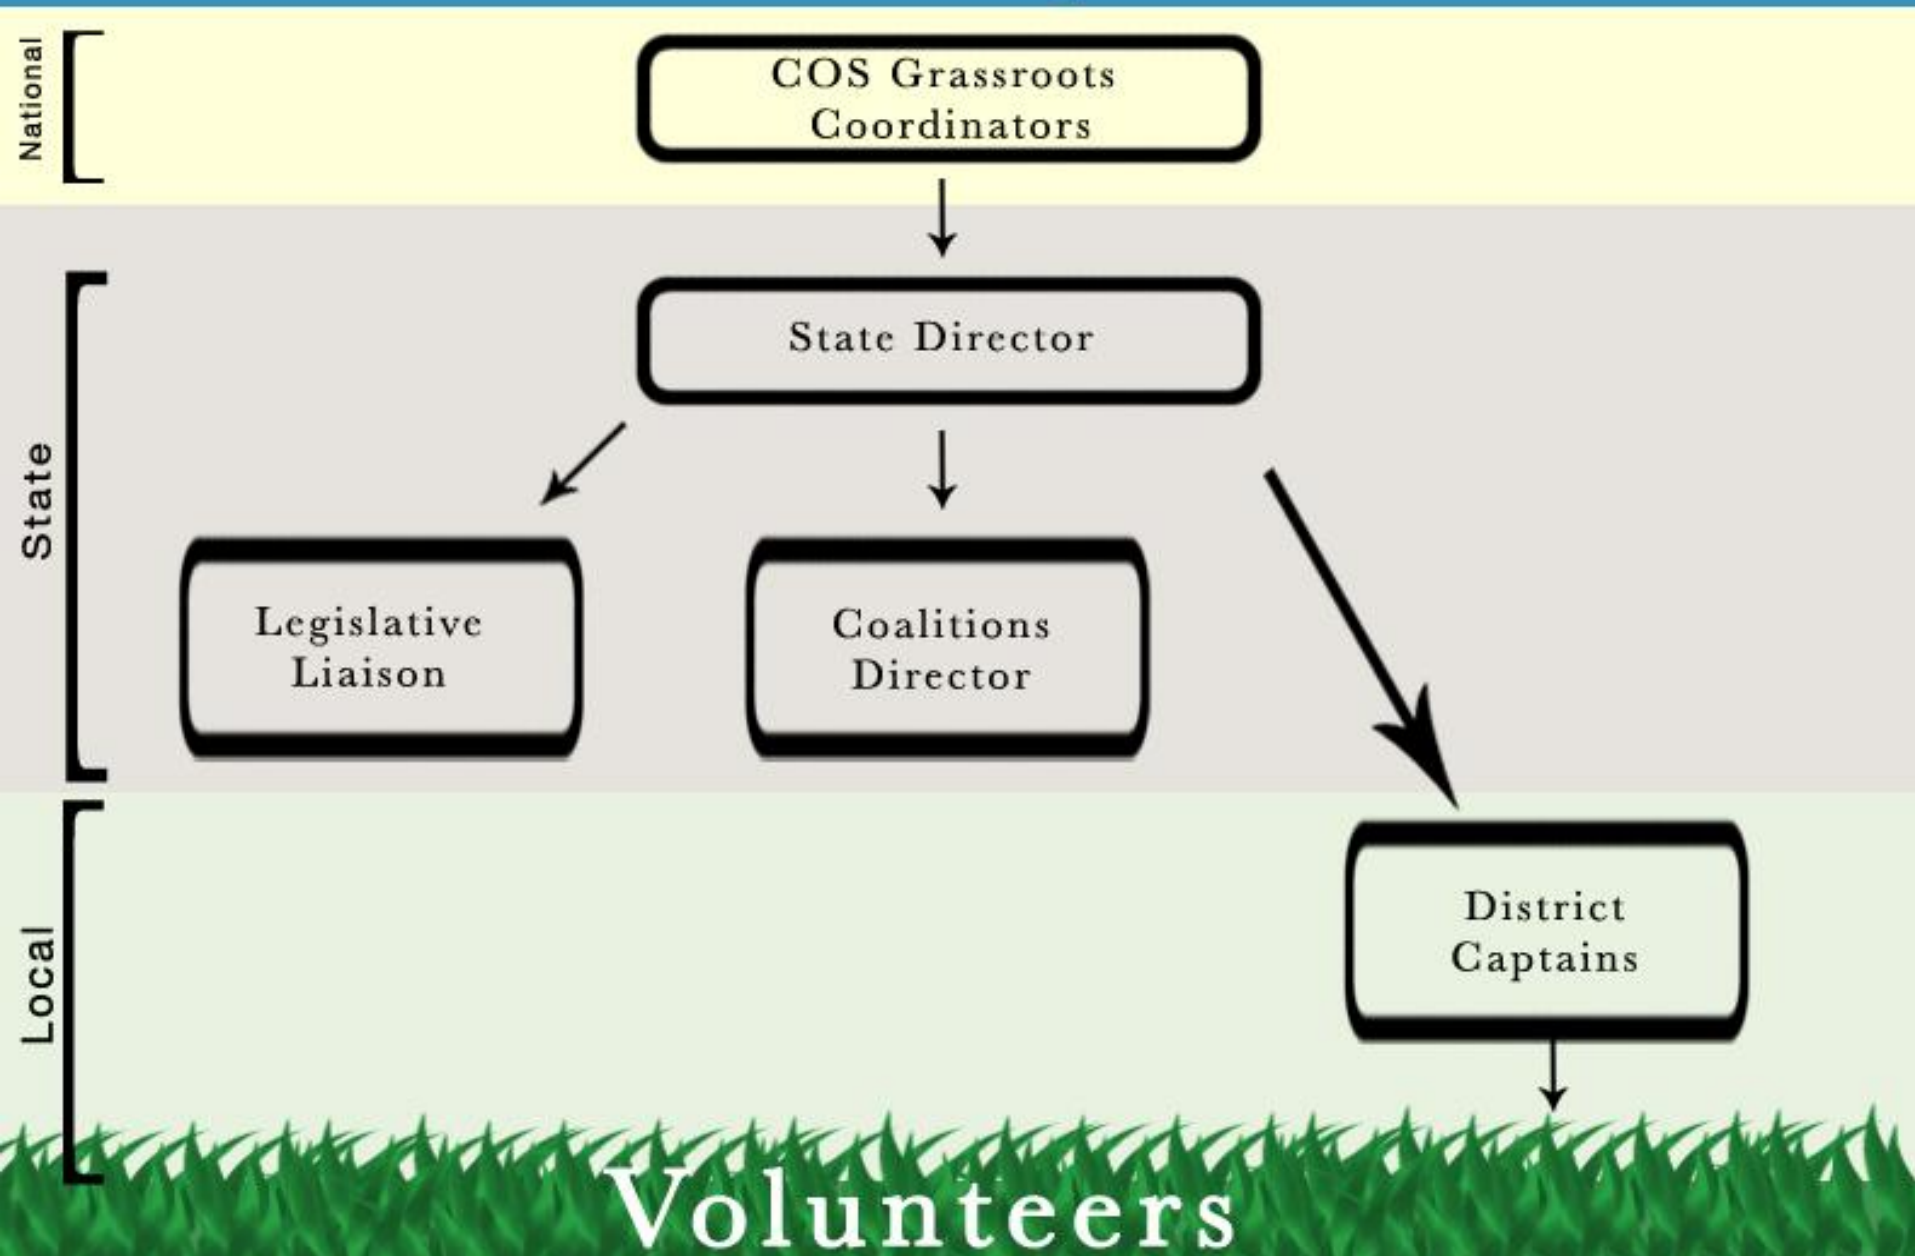 National
COS Grassroots
Coordinators
State
State Director
Legislative
Liaison
Coalitions
Director
Local
District
Captains
Volunteers